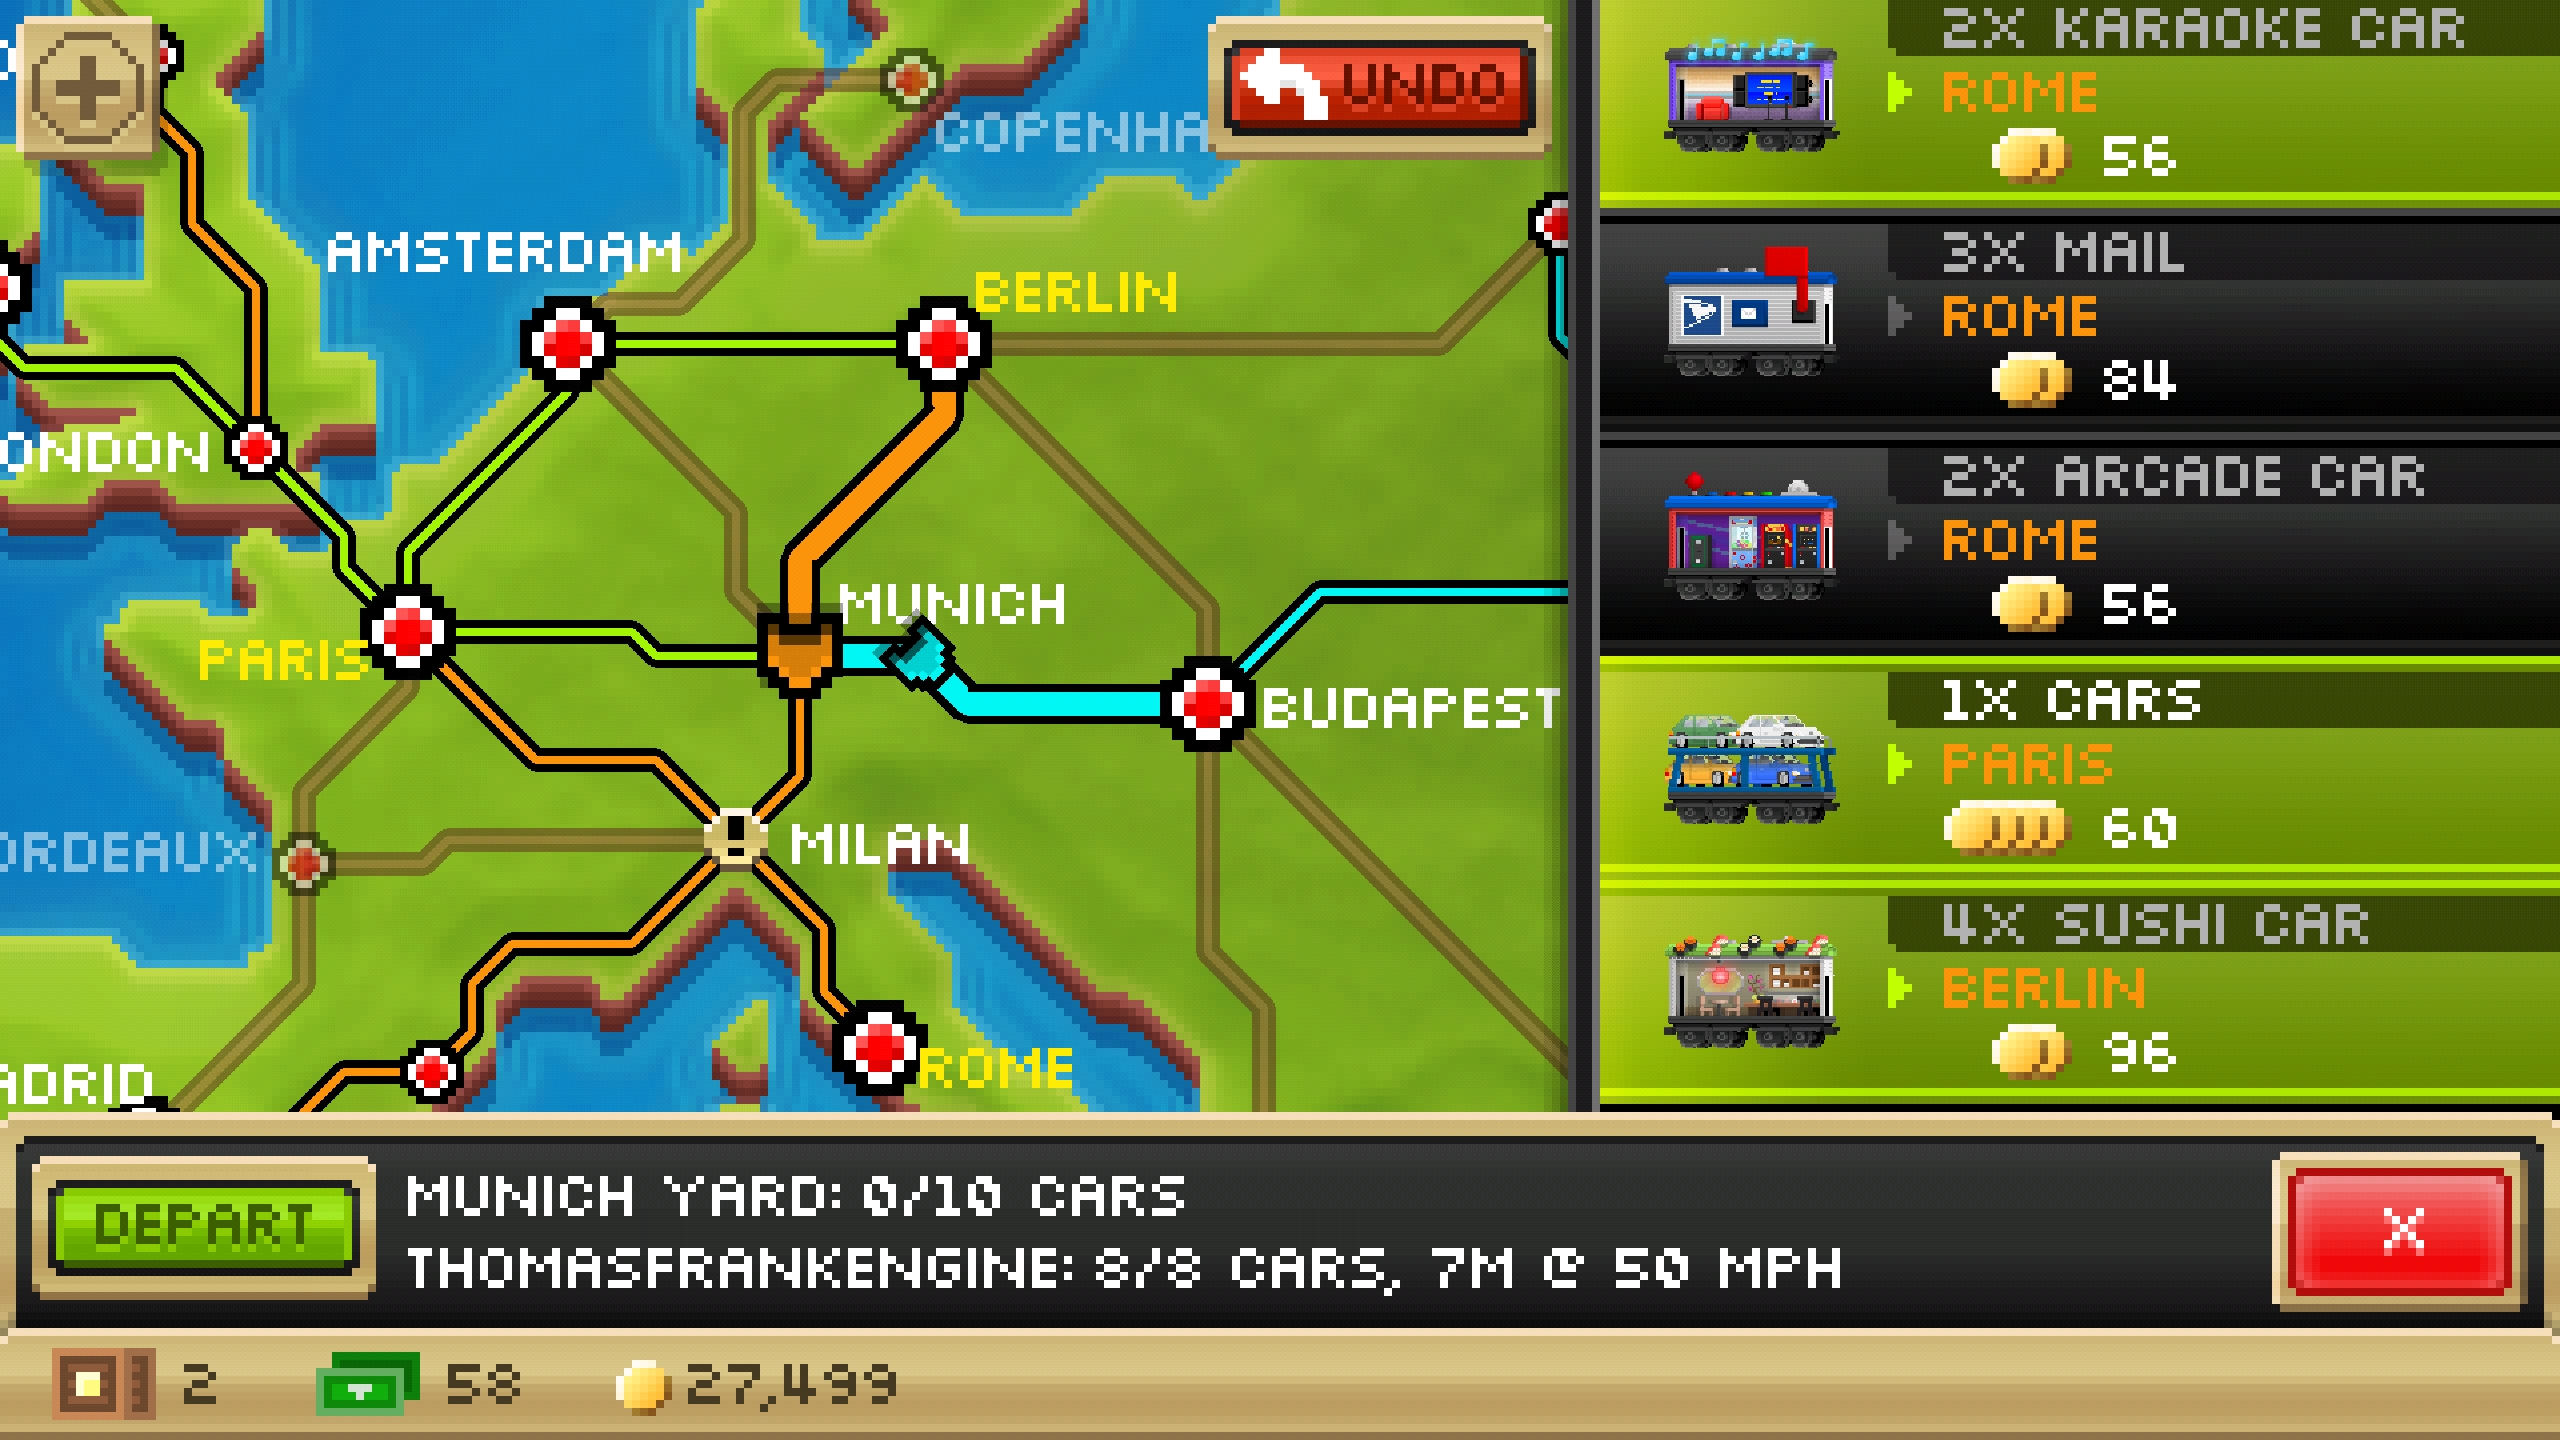 UNDO
COPENHA
AMSTERDAM
BERLIN
ONDON
MUNICH
PARIS
BUDAPEST
ORDEAUX
!
MILAN
ROME
ADRID
2X KARAOKE CAR
ROME
56
3X MAIL
ROME
84
2X ARCADE CAR
ROME
56
1X CARS
PARIS
60
4X SUSHI CAR
BERLIN
96
DEPART
MUNICH YARD: 0/10 CARS
THOMASFRANKENGINE: 8/8 CARS, 7M @ 50 MPH
X
2
58
27,499